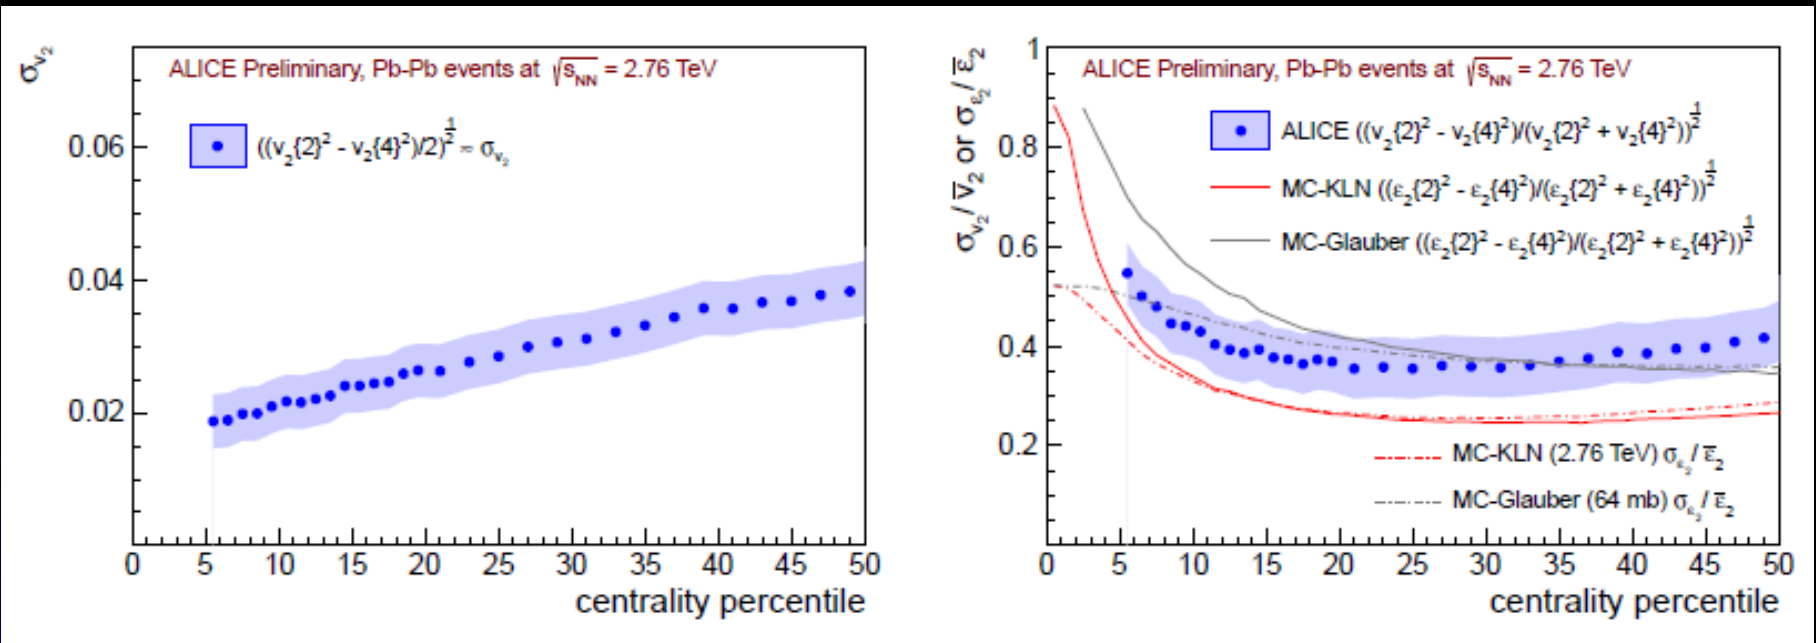 σv₂
ALICE Preliminary, Pb-Pb events at √sNN = 2.76 TeV
((v₂{2}² - v₂{4}²)/2)^½ ≈ σv₂
0.06
0.04
0.02
0 5 10 15 20 25 30 35 40 45 50
centrality percentile
σv₂/v̅₂ or σε₂/ε̅₂
ALICE Preliminary, Pb-Pb events at √sNN = 2.76 TeV
ALICE ((v₂{2}² - v₂{4}²)/(v₂{2}² + v₂{4}²))^½
MC-KLN ((ε₂{2}² - ε₂{4}²)/(ε₂{2}² + ε₂{4}²))^½
MC-Glauber ((ε₂{2}² - ε₂{4}²)/(ε₂{2}² + ε₂{4}²))^½
1
0.8
0.6
0.4
0.2
MC-KLN (2.76 TeV) σε₂/ε̅₂
MC-Glauber (64 mb) σε₂/ε̅₂
0 5 10 15 20 25 30 35 40 45 50
centrality percentile